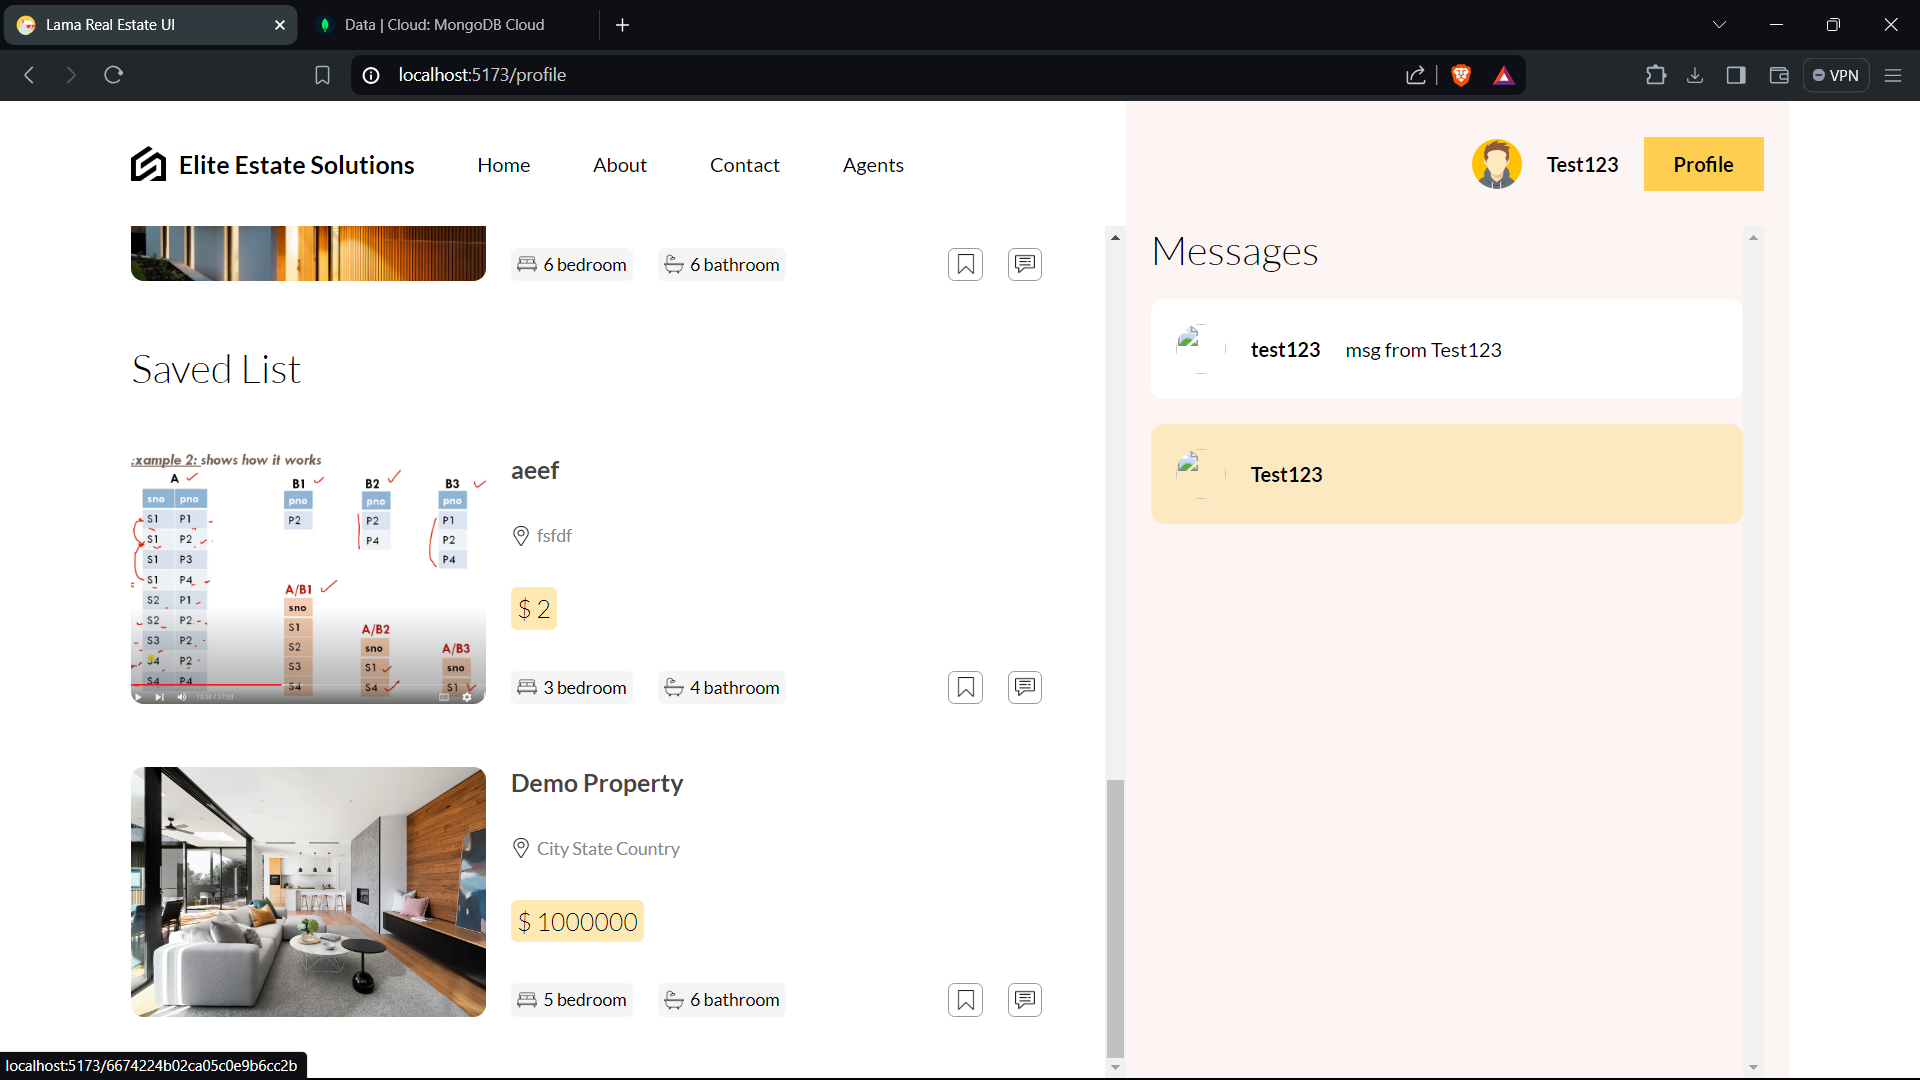 Lama Real Estate UI
Data | Cloud: MongoDB Cloud
localhost:5173/profile
VPN
Elite Estate Solutions
Home
About
Contact
Agents
Test123
Profile
6 bedroom
6 bathroom
Saved List
xample 2: shows how it works
A
sno pno
S1 P1
S1 P2
S1 P3
S1 P4
S2 P1
S2 P2
S3 P2
S4 P2
S4 P4
B1
pno
P2
B2
pno
P2
P4
B3
pno
P1
P2
P4
A/B1
sno
S1
S2
S3
S4
A/B2
sno
S1
S4
A/B3
sno
S1
aeef
fsfdf
$ 2
3 bedroom
4 bathroom
Demo Property
City State Country
$ 1000000
5 bedroom
6 bathroom
Messages
test123
msg from Test123
Test123
localhost:5173/6674224b02ca05c0e9b6cc2b